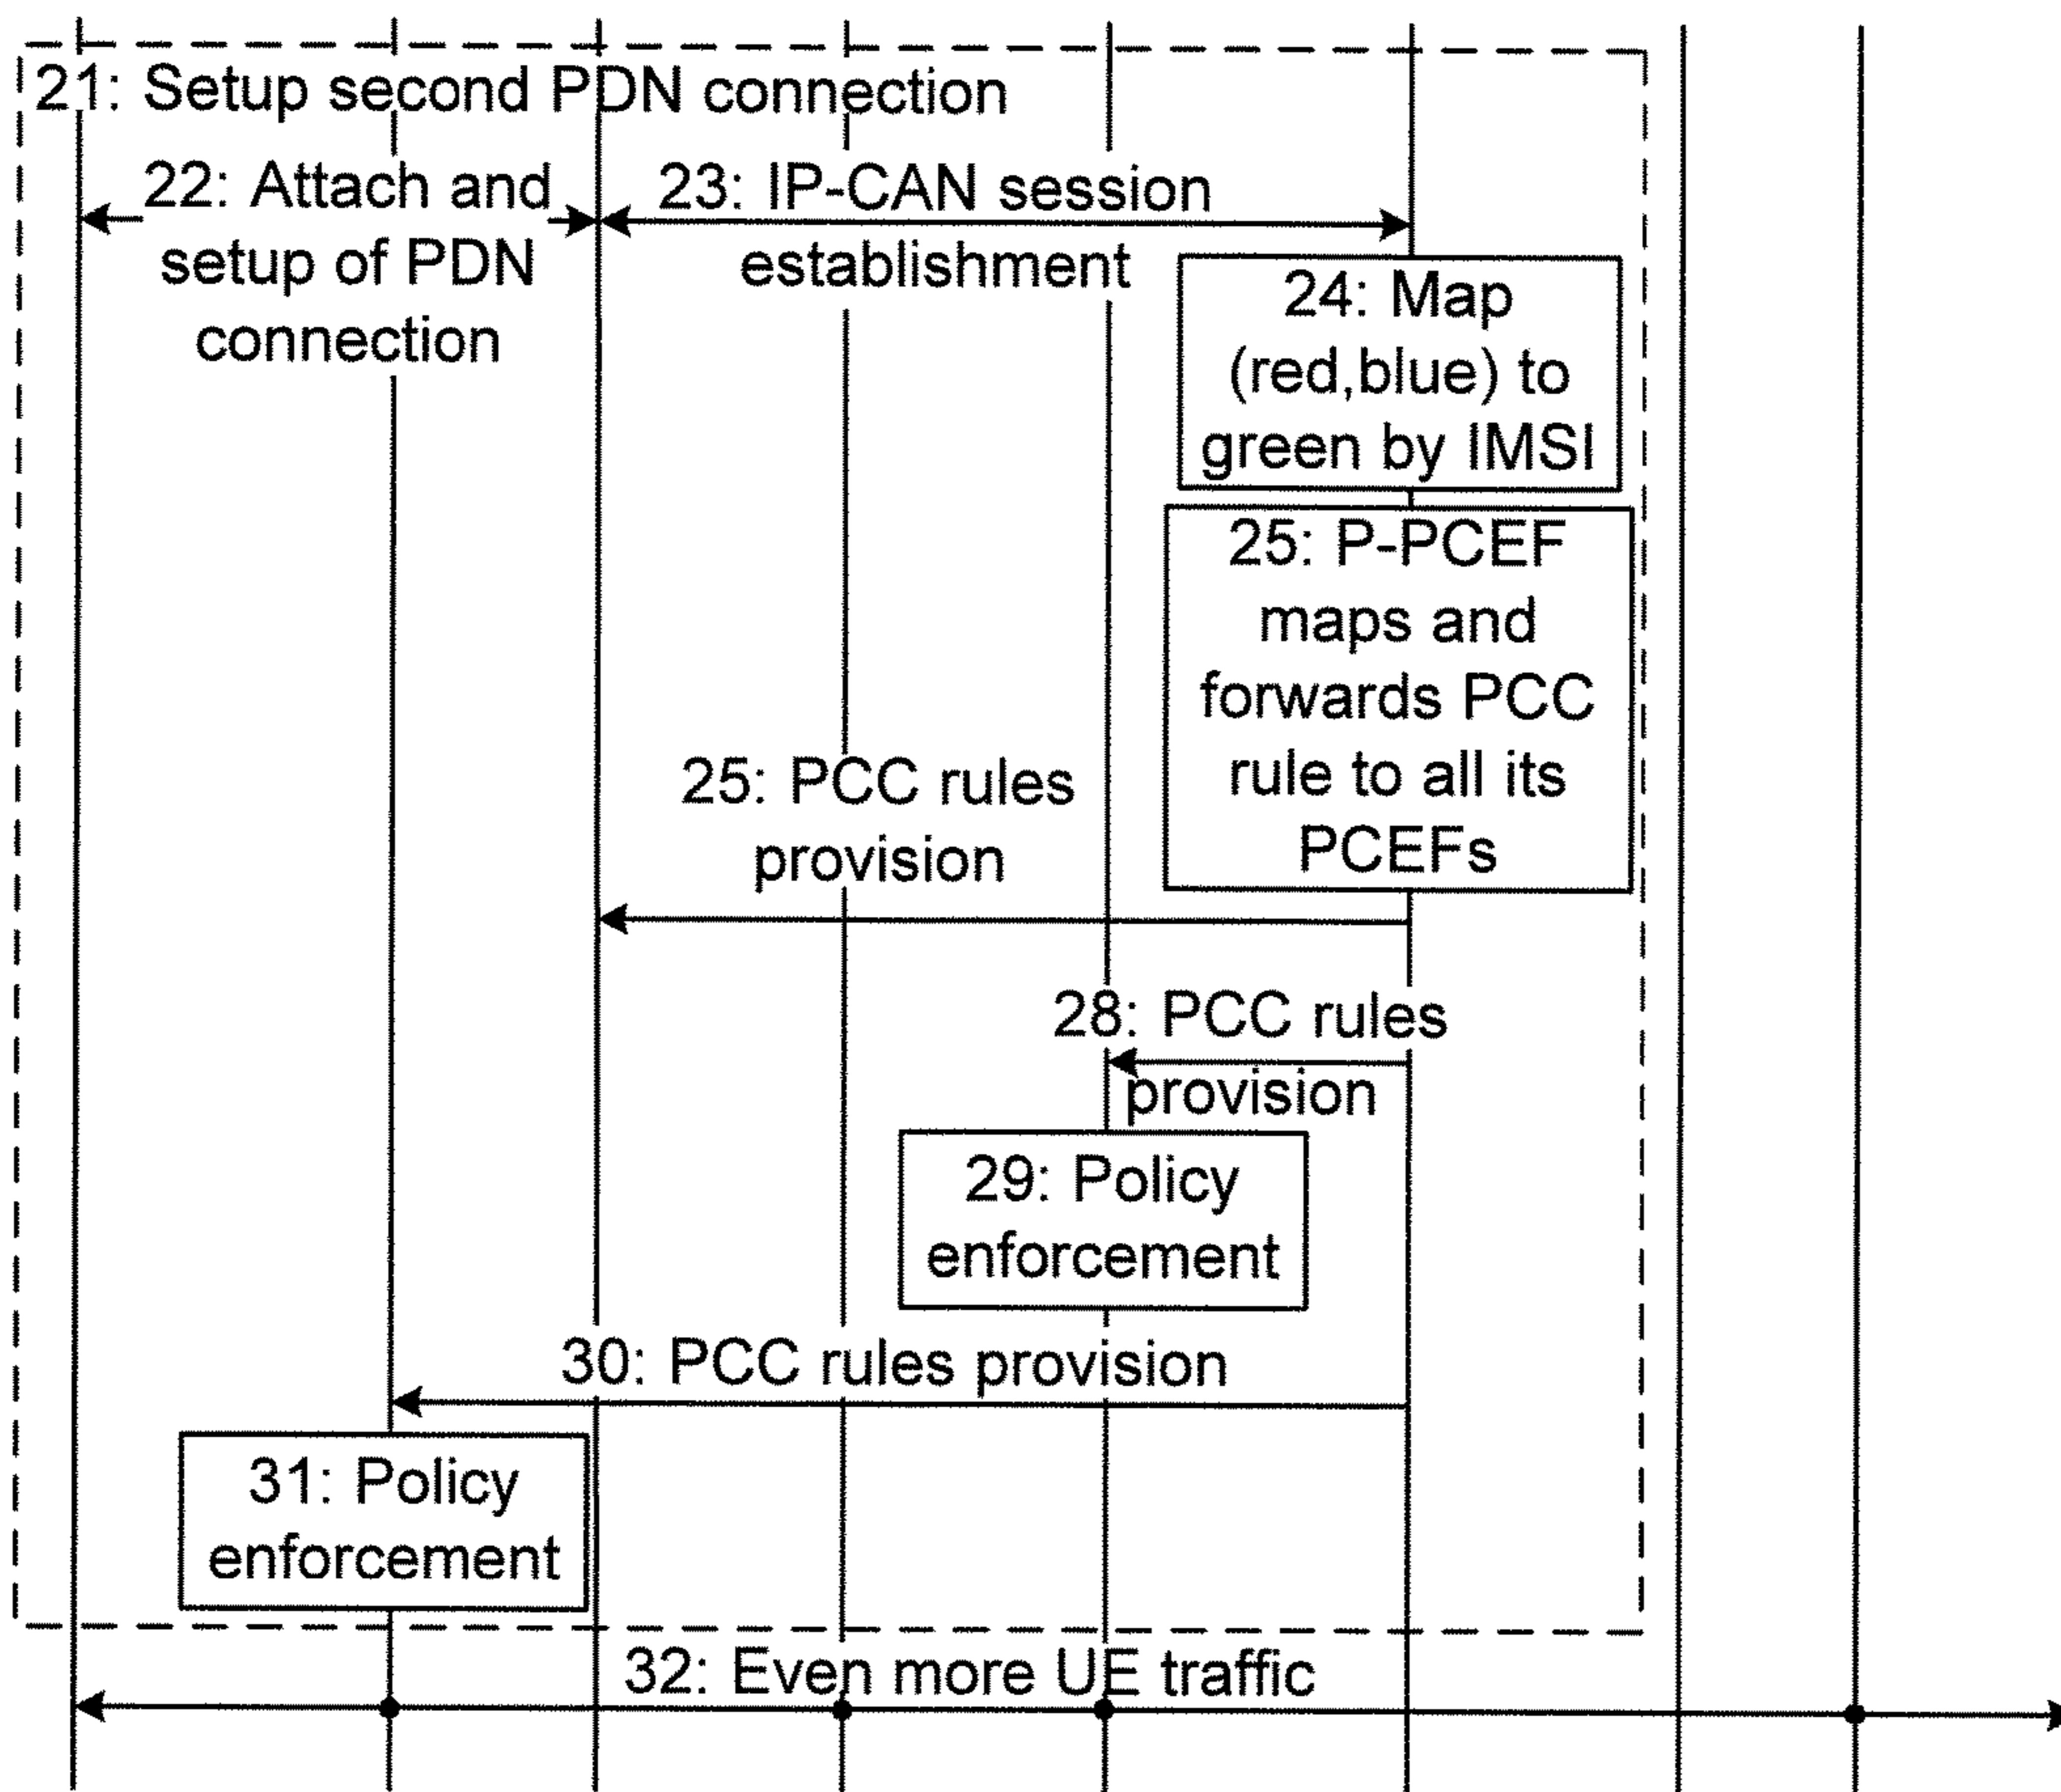 21: Setup second PDN connection
22: Attach and
setup of PDN
connection
23: IP-CAN session
establishment
24: Map
(red,blue) to
green by IMSI
25: P-PCEF
maps and
forwards PCC
rule to all its
PCEFs
25: PCC rules
provision
28: PCC rules
provision
29: Policy
enforcement
30: PCC rules provision
31: Policy
enforcement
32: Even more UE traffic